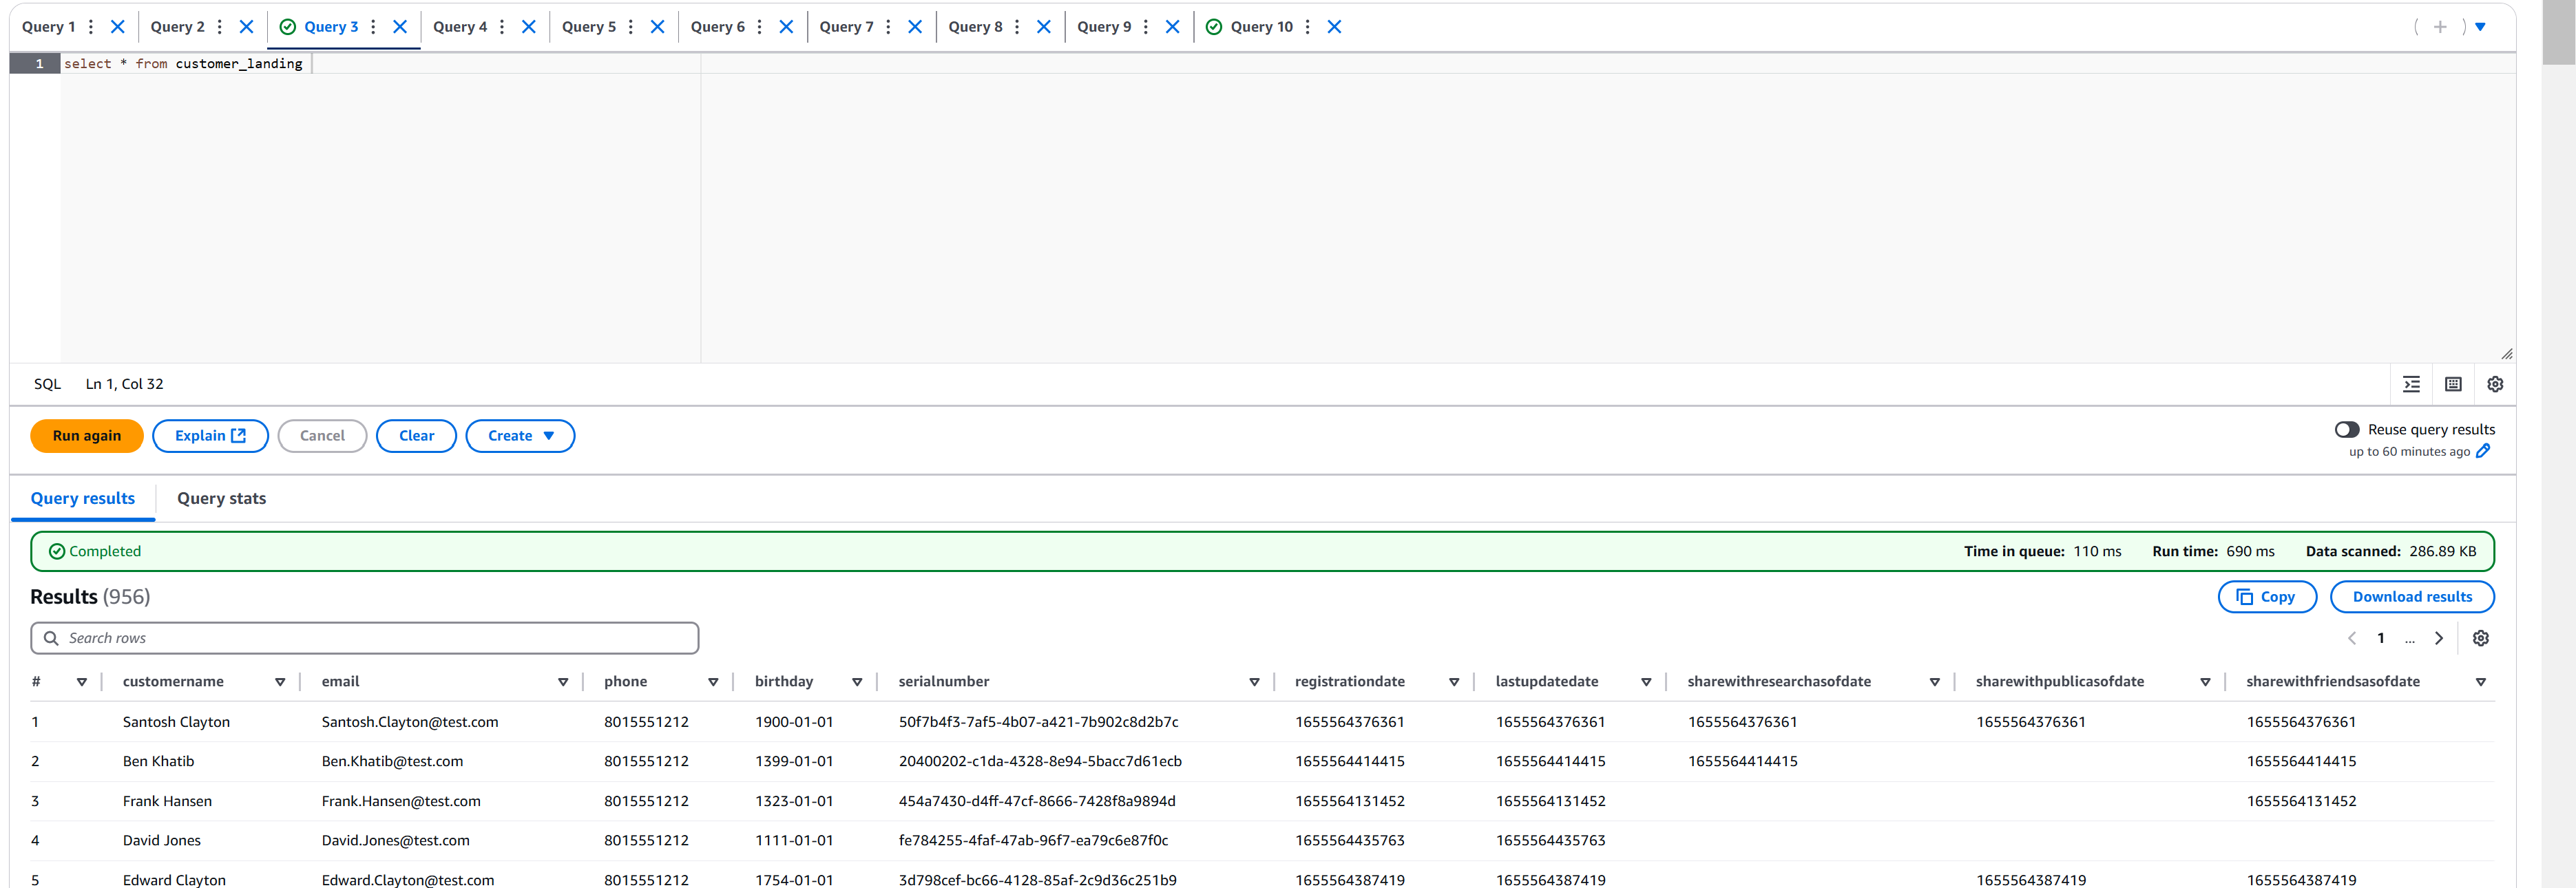 Query 1 Query 2 Query 3 Query 4 Query 5 Query 6 Query 7 Query 8 Query 9 Query 10
1 select * from customer_landing
SQL Ln 1, Col 32
Run again Explain Cancel Clear Create Reuse query results
up to 60 minutes ago
Query results Query stats
Completed Time in queue: 110 ms Run time: 690 ms Data scanned: 286.89 KB
Results (956) Copy Download results
Search rows 1 ...
# customername email phone birthday serialnumber registrationdate lastupdatedate sharewithresearchasofdate sharewithpublicasofdate sharewithfriendsasofdate
1 Santosh Clayton Santosh.Clayton@test.com 8015551212 1900-01-01 50f7b4f3-7af5-4b07-a421-7b902c8d2b7c 1655564376361 1655564376361 1655564376361 1655564376361 1655564376361
2 Ben Khatib Ben.Khatib@test.com 8015551212 1399-01-01 20400202-c1da-4328-8e94-5bacc7d61ecb 1655564414415 1655564414415 1655564414415 1655564414415
3 Frank Hansen Frank.Hansen@test.com 8015551212 1323-01-01 454a7430-d4ff-47cf-8666-7428f8a9894d 1655564131452 1655564131452 1655564131452
4 David Jones David.Jones@test.com 8015551212 1111-01-01 fe784255-4faf-47ab-96f7-ea79c6e87f0c 1655564435763 1655564435763
5 Edward Clayton Edward.Clayton@test.com 8015551212 1754-01-01 3d798cef-bc66-4128-85af-2c9d36c251b9 1655564387419 1655564387419 1655564387419 1655564387419